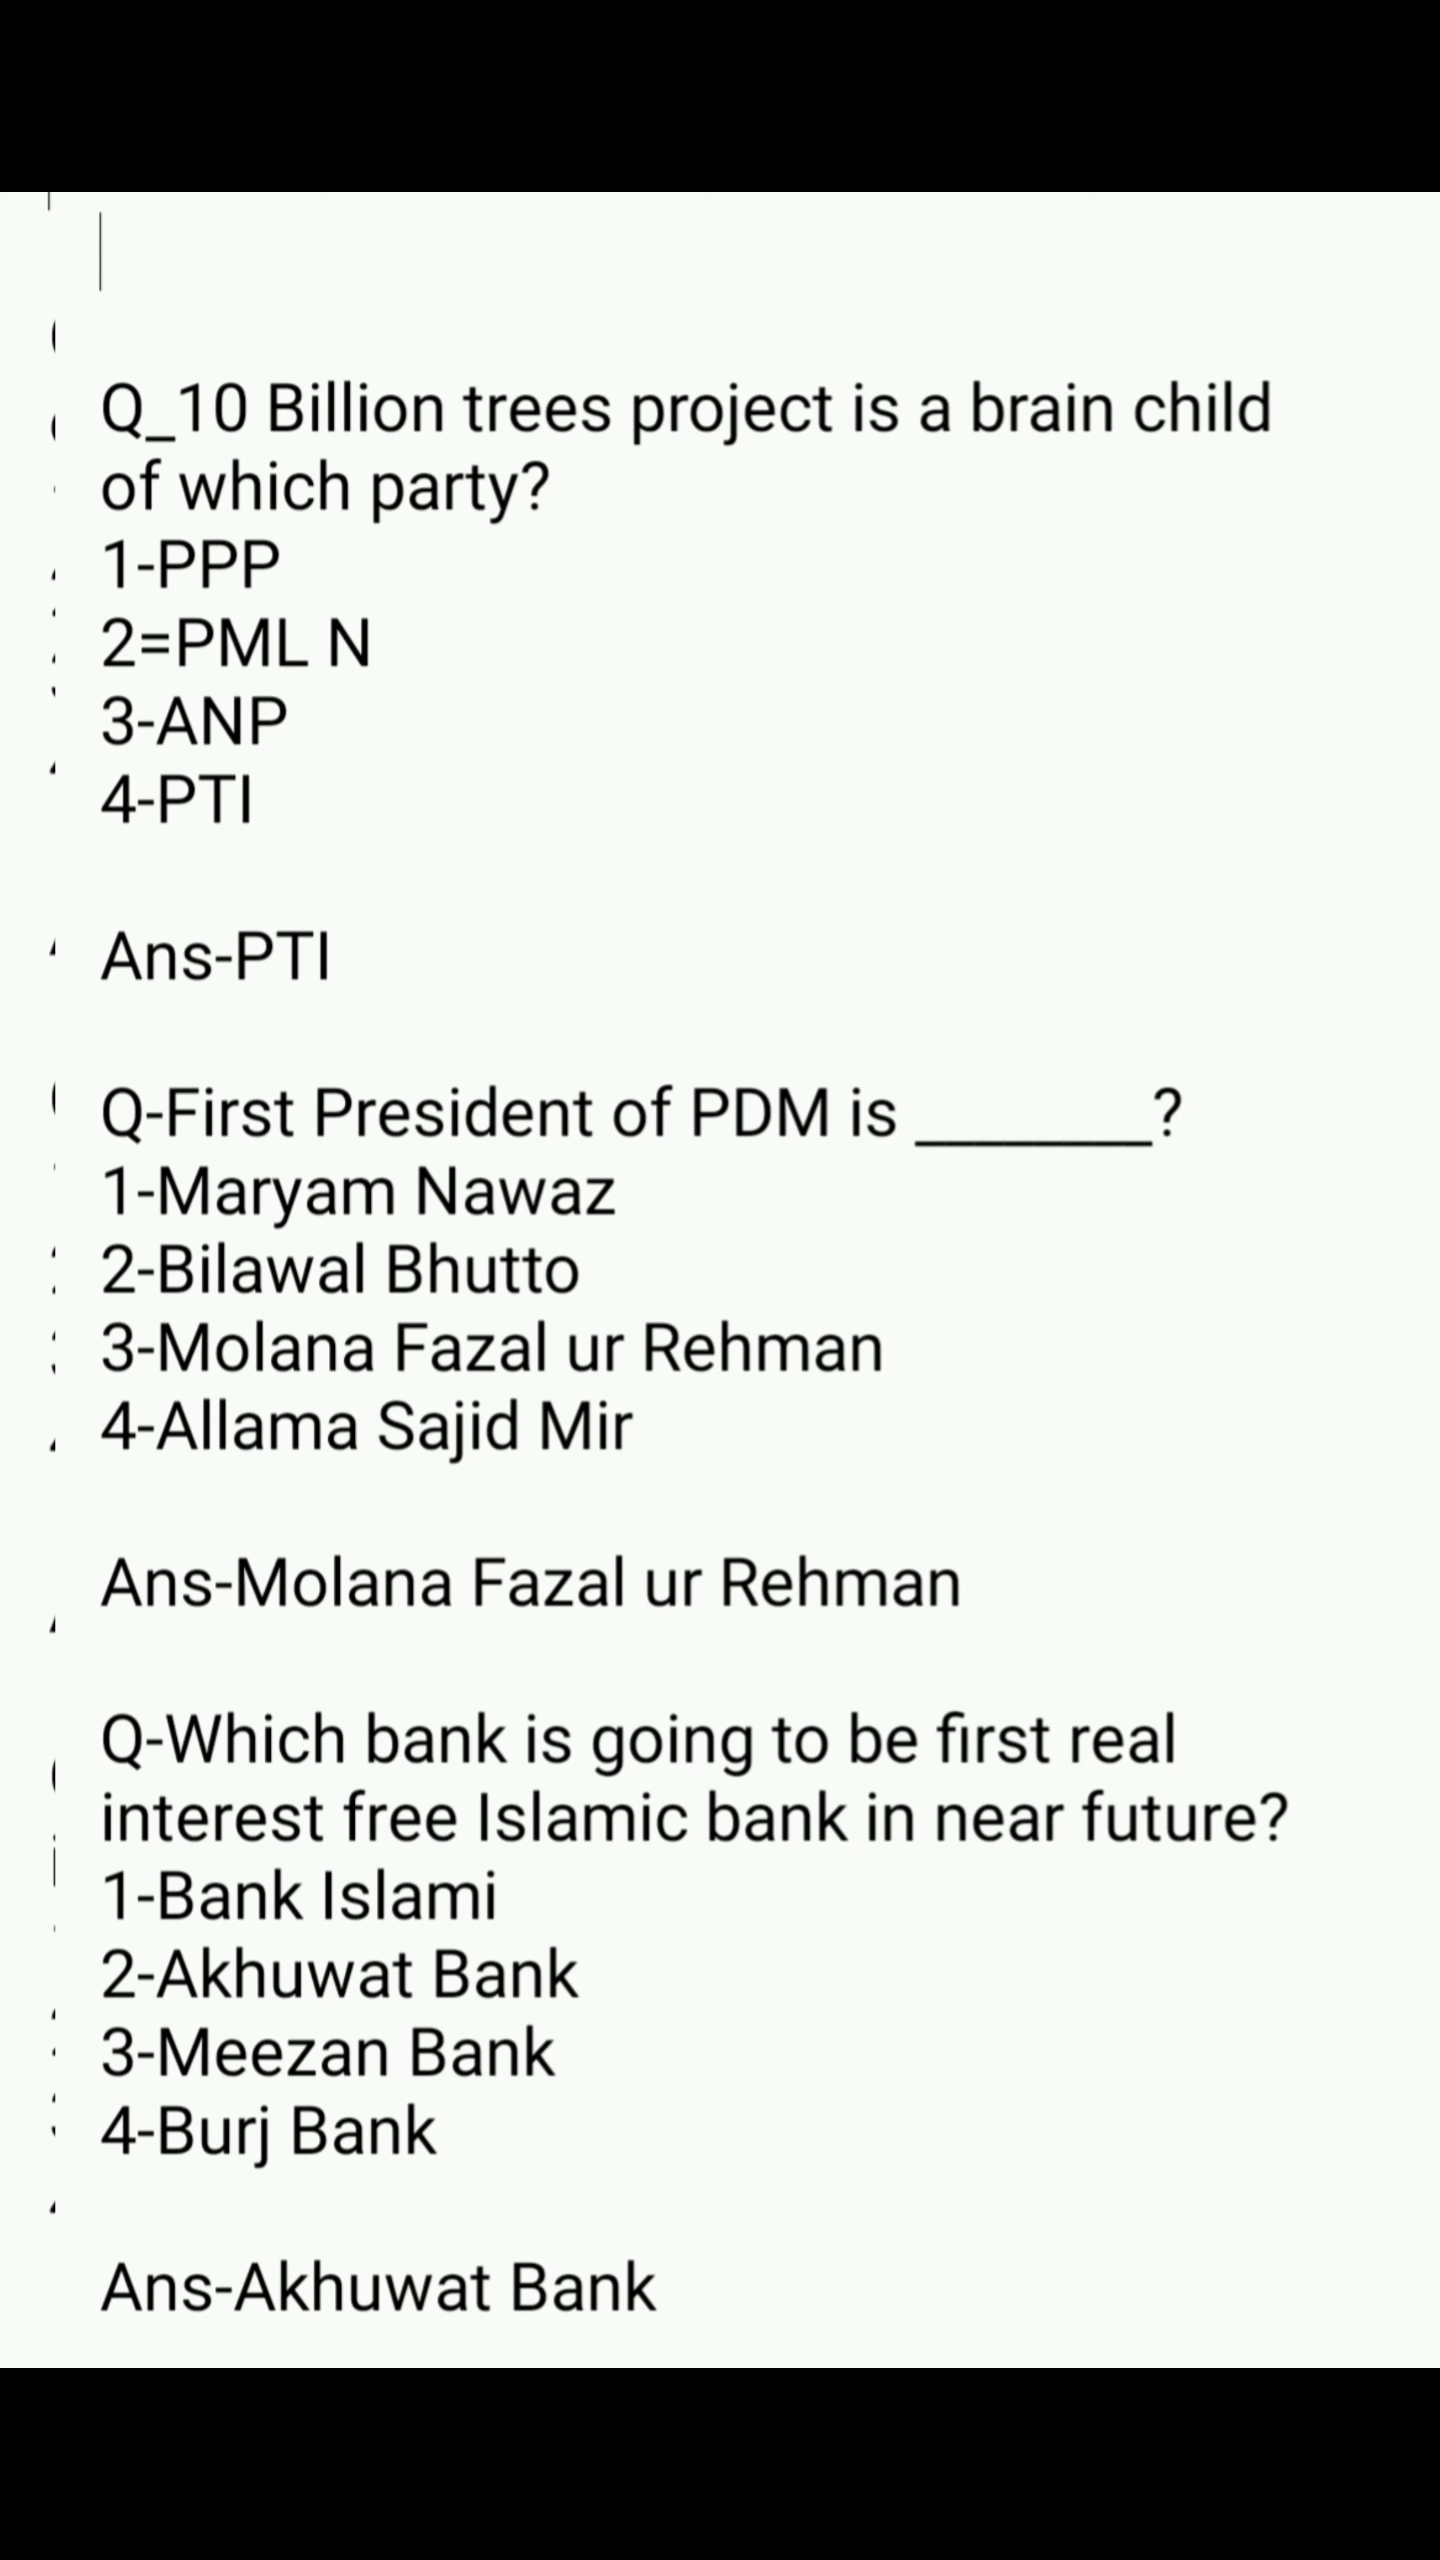 Q_10 Billion trees project is a brain child
of which party?
1-PPP
2=PML N
3-ANP
4-PTI
Ans-PTI
Q-First President of PDM is ________?
1-Maryam Nawaz
2-Bilawal Bhutto
3-Molana Fazal ur Rehman
4-Allama Sajid Mir
Ans-Molana Fazal ur Rehman
Q-Which bank is going to be first real
interest free Islamic bank in near future?
1-Bank Islami
2-Akhuwat Bank
3-Meezan Bank
4-Burj Bank
Ans-Akhuwat Bank